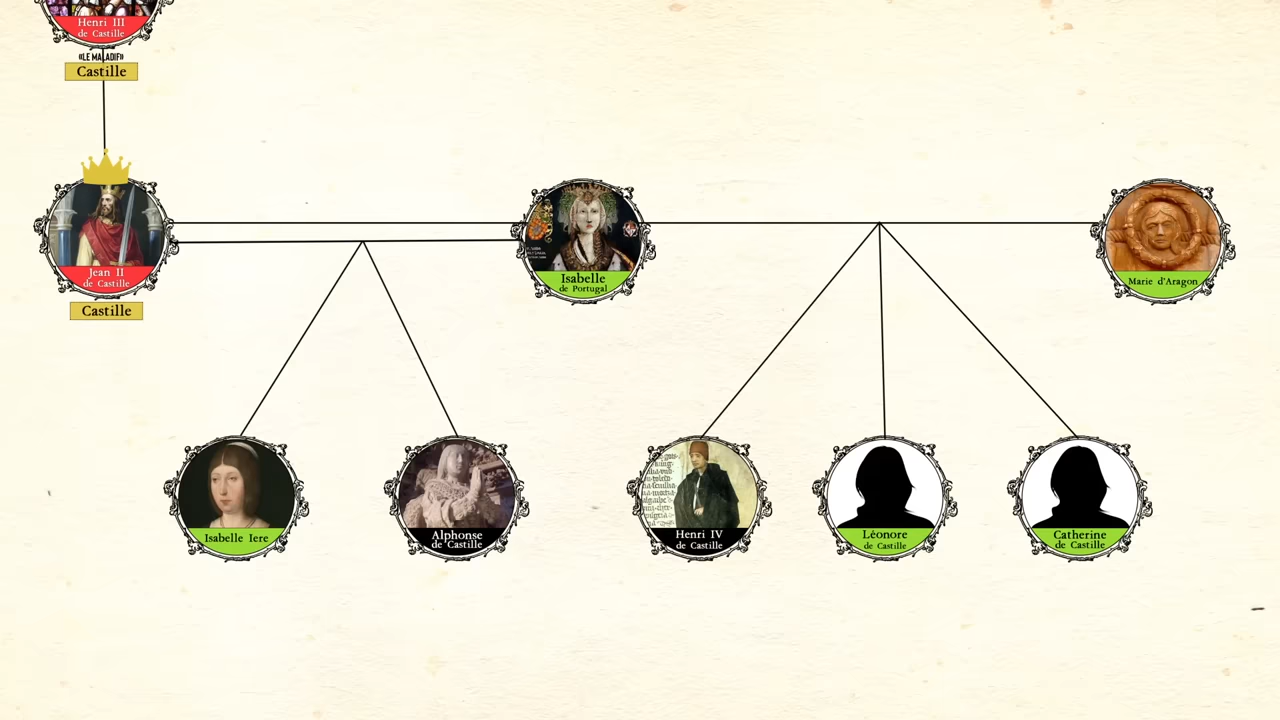 Henri III
de Castille
«LE MALADIF»
Castille
Jean II
de Castille
Castille
Isabelle
de Portugal
Marie d'Aragon
Isabelle Iere
Alphonse
de Castille
Henri IV
de Castille
Léonore
de Castille
Catherine
de Castille